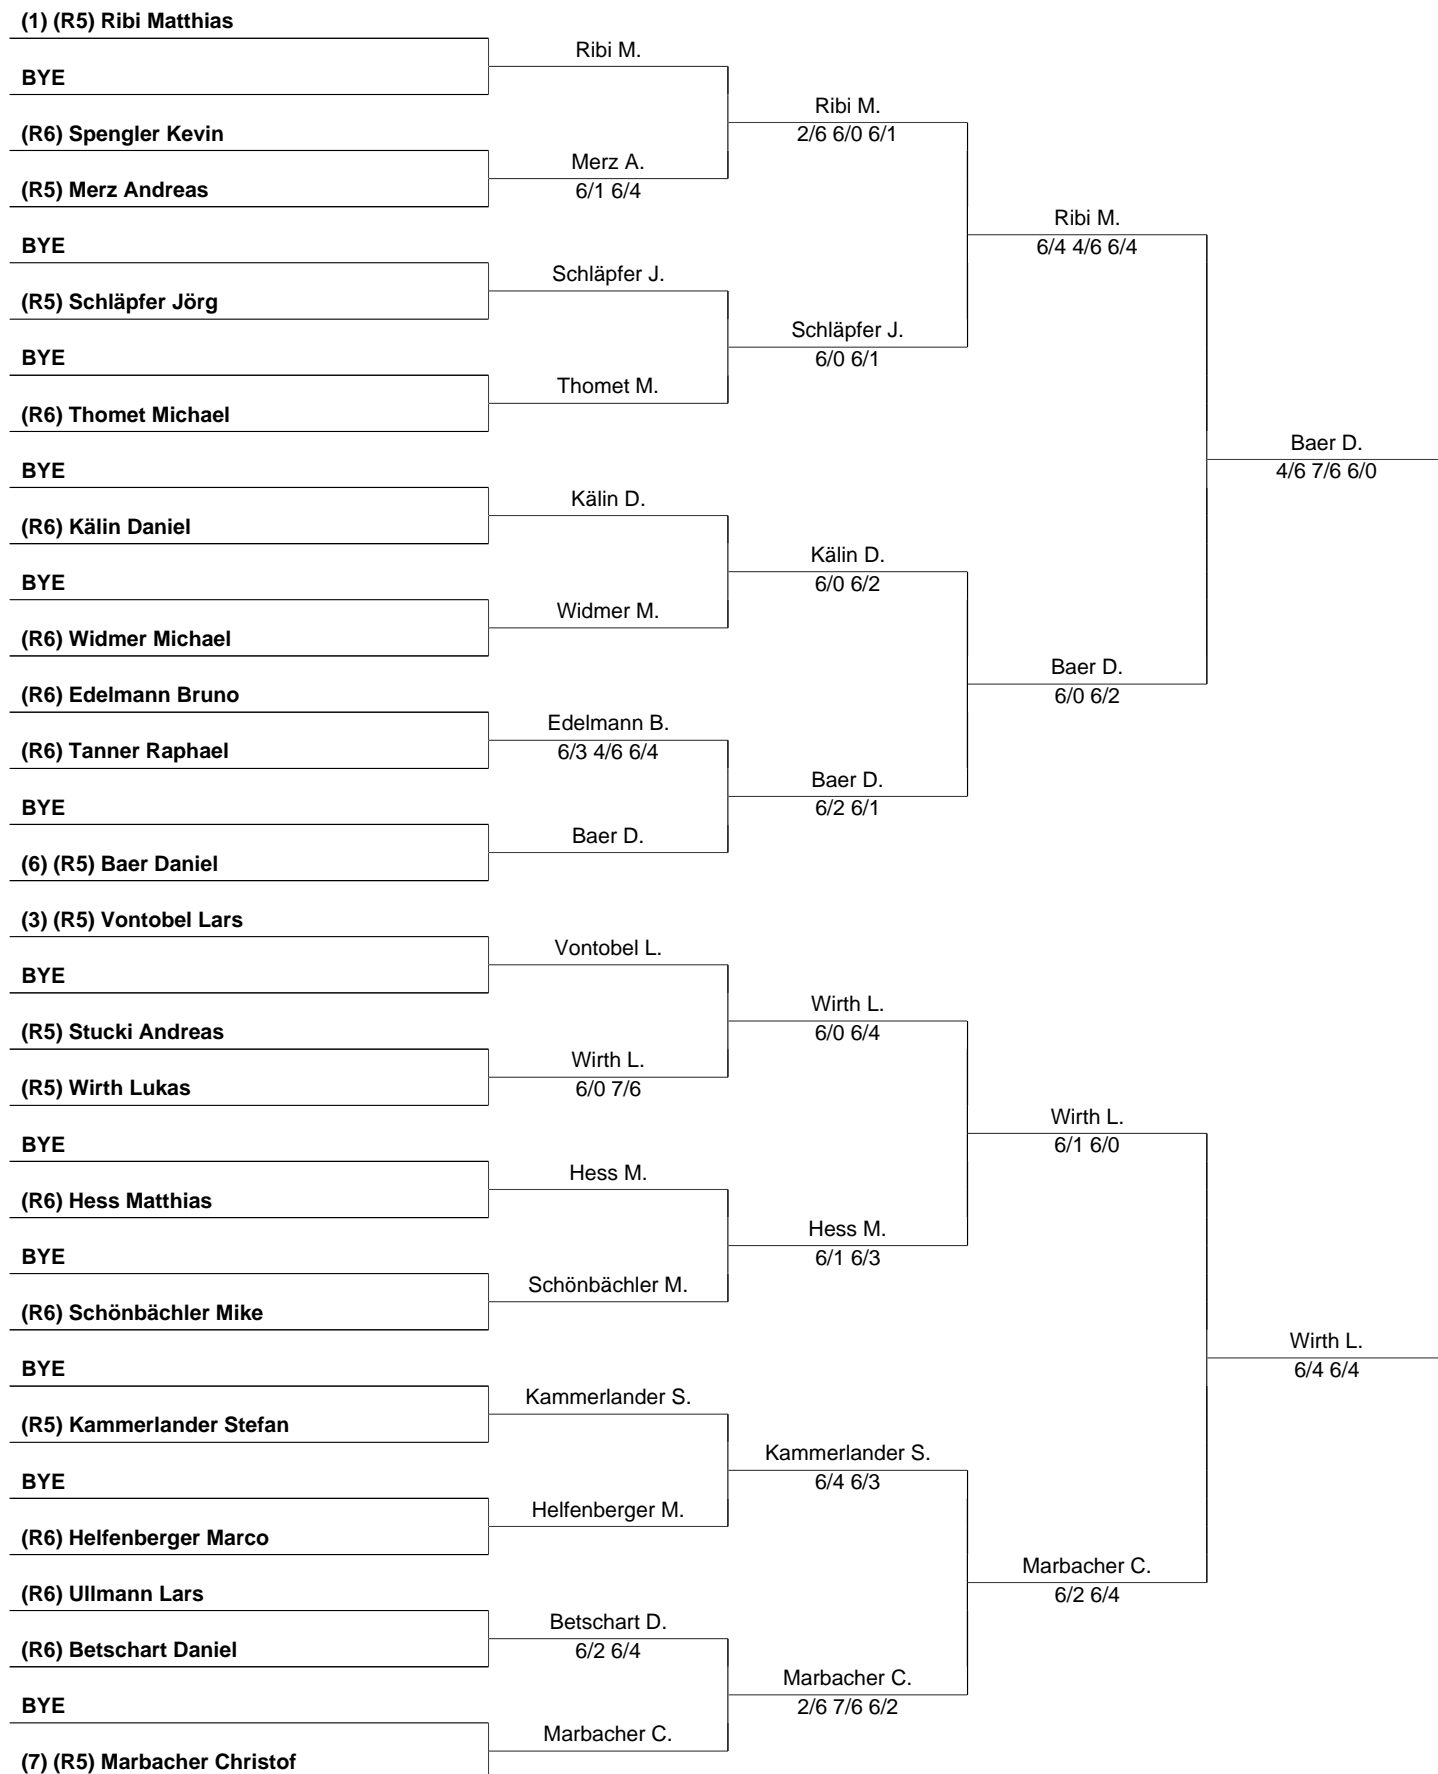 (1) (R5) Ribi Matthias
Ribi M.
BYE
Ribi M.
(R6) Spengler Kevin
2/6 6/0 6/1
Merz A.
(R5) Merz Andreas
6/1 6/4
Ribi M.
BYE
6/4 4/6 6/4
Schläpfer J.
(R5) Schläpfer Jörg
Schläpfer J.
BYE
6/0 6/1
Thomet M.
(R6) Thomet Michael
Baer D.
BYE
4/6 7/6 6/0
Kälin D.
(R6) Kälin Daniel
Kälin D.
BYE
6/0 6/2
Widmer M.
(R6) Widmer Michael
Baer D.
(R6) Edelmann Bruno
6/0 6/2
Edelmann B.
(R6) Tanner Raphael
6/3 4/6 6/4
Baer D.
BYE
6/2 6/1
Baer D.
(6) (R5) Baer Daniel
(3) (R5) Vontobel Lars
Vontobel L.
BYE
Wirth L.
(R5) Stucki Andreas
6/0 6/4
Wirth L.
(R5) Wirth Lukas
6/0 7/6
Wirth L.
BYE
6/1 6/0
Hess M.
(R6) Hess Matthias
Hess M.
BYE
6/1 6/3
Schönbächler M.
(R6) Schönbächler Mike
Wirth L.
BYE
6/4 6/4
Kammerlander S.
(R5) Kammerlander Stefan
Kammerlander S.
BYE
6/4 6/3
Helfenberger M.
(R6) Helfenberger Marco
Marbacher C.
(R6) Ullmann Lars
6/2 6/4
Betschart D.
(R6) Betschart Daniel
6/2 6/4
Marbacher C.
BYE
2/6 7/6 6/2
Marbacher C.
(7) (R5) Marbacher Christof